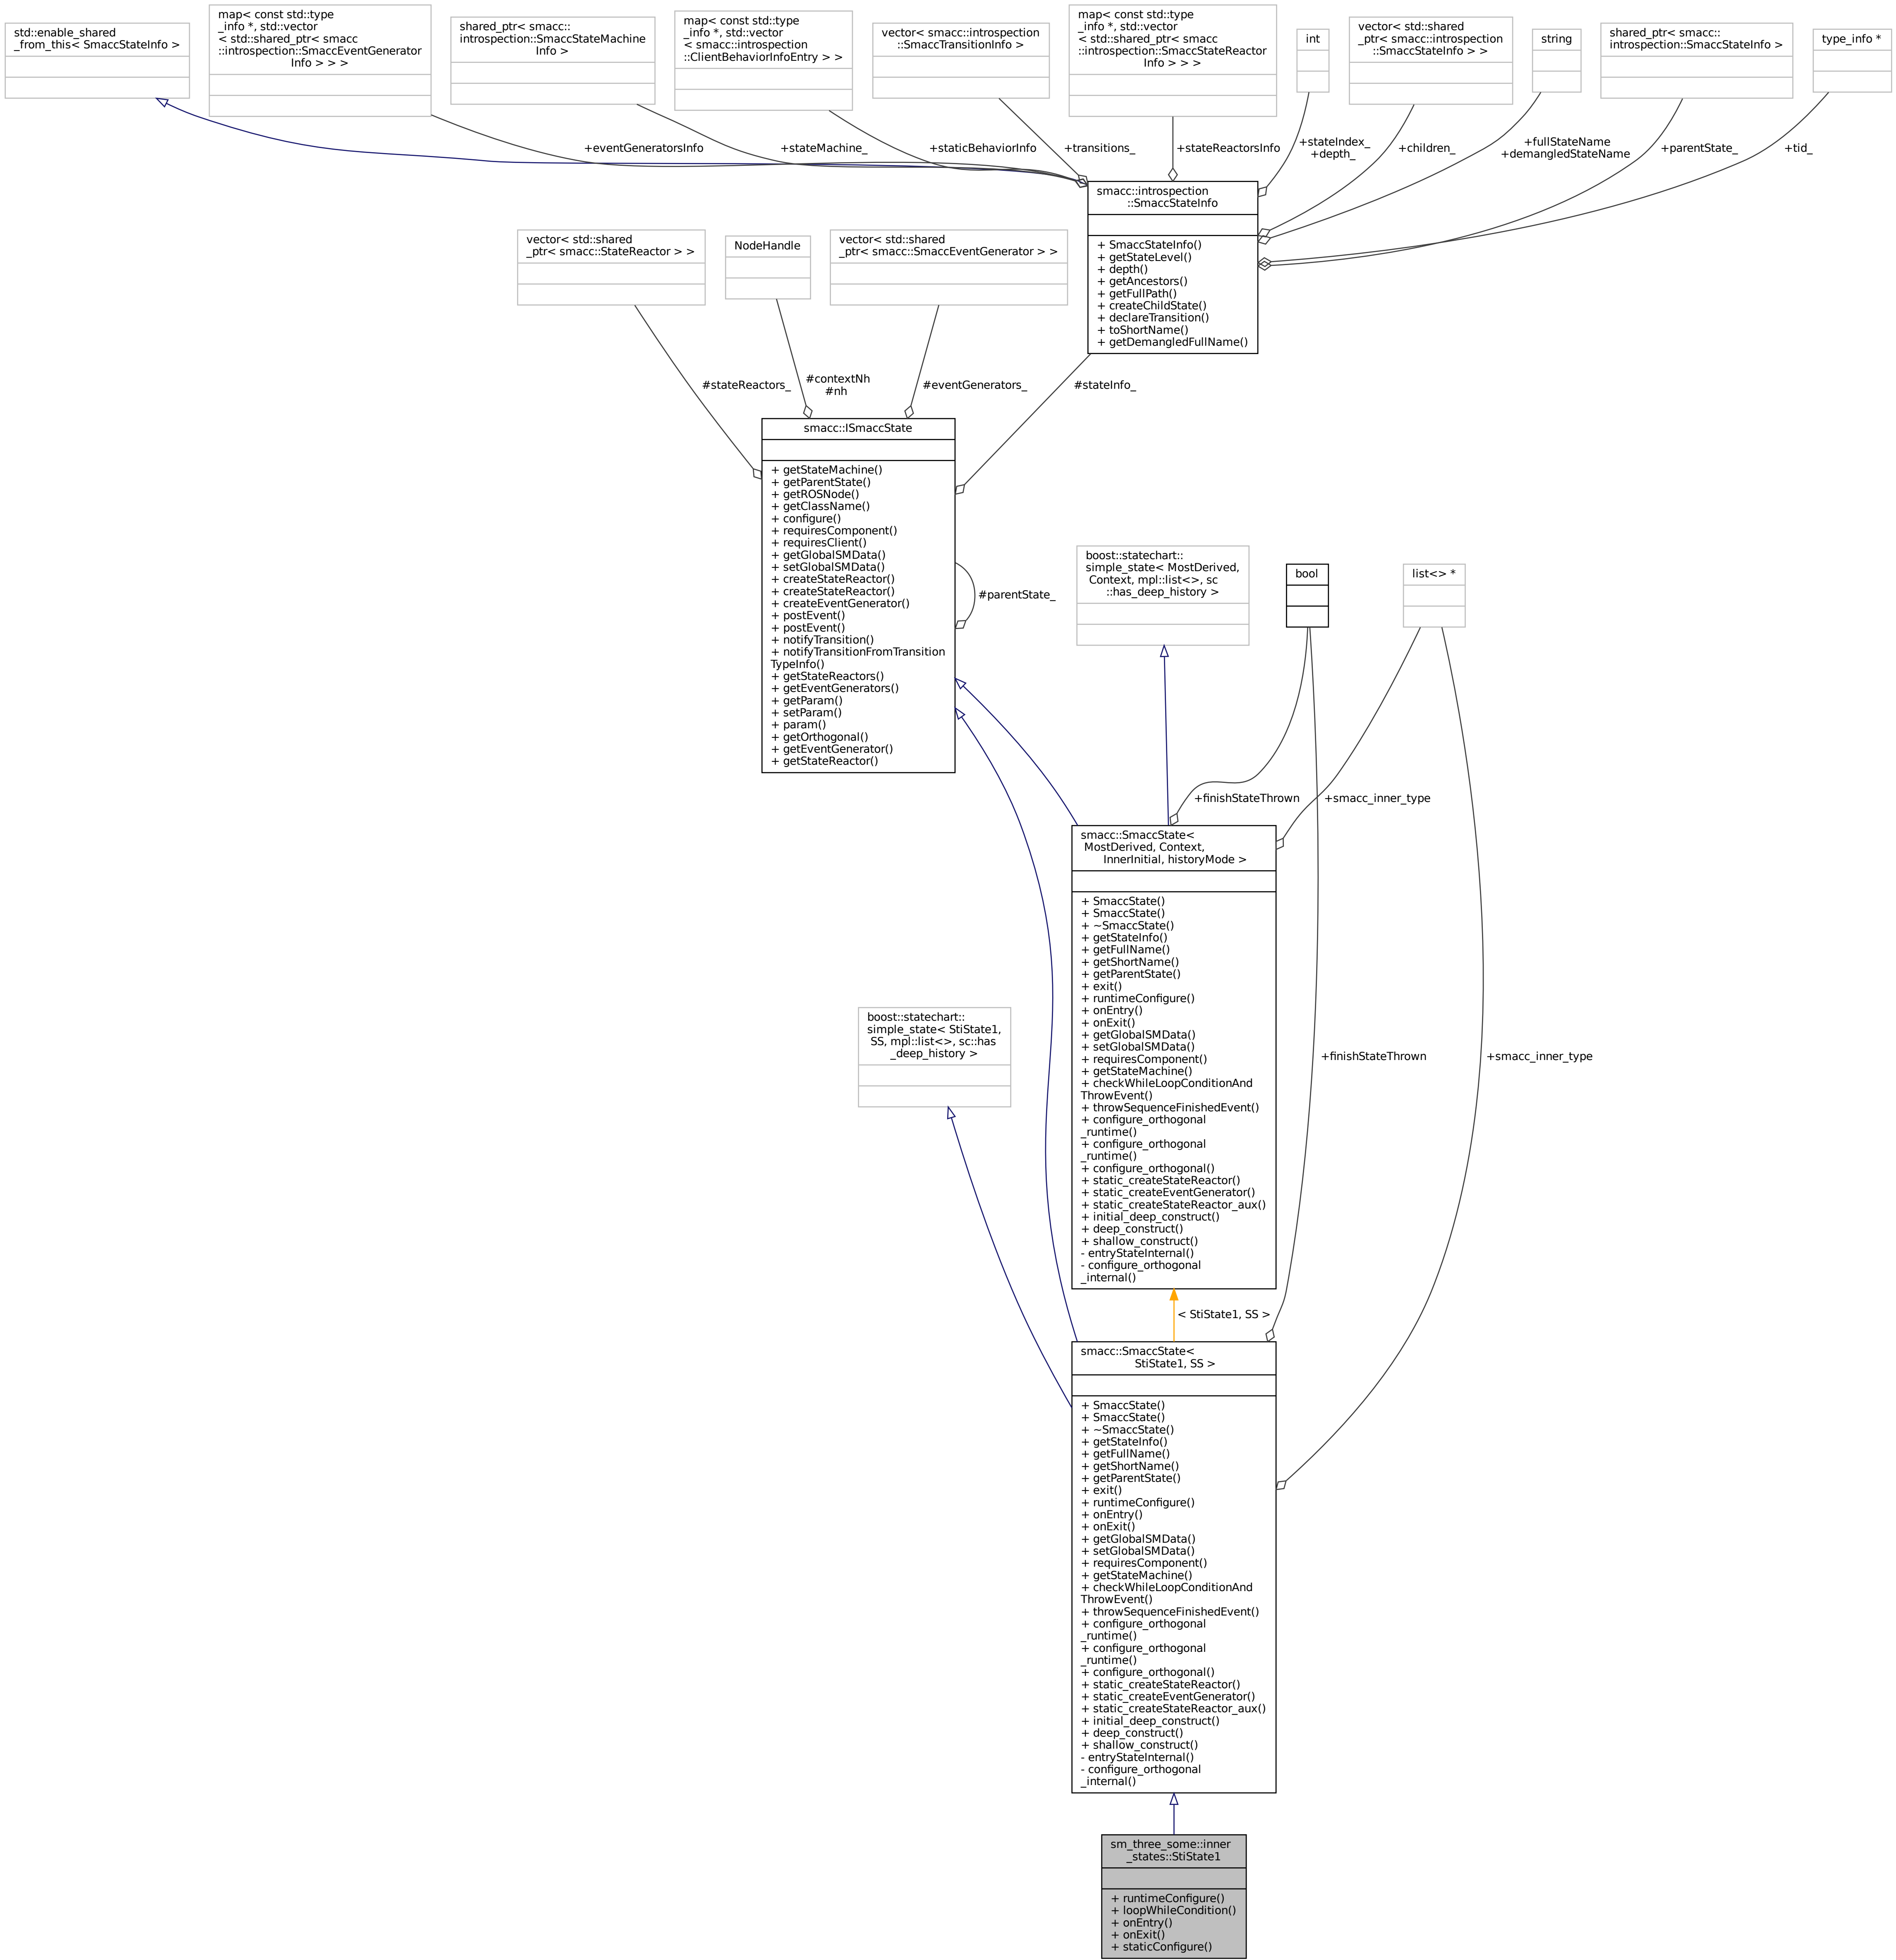 std::enable_shared
_from_this< SmaccStateInfo >
map< const std::type
_info *, std::vector
< std::shared_ptr< smacc
::introspection::SmaccEventGenerator
Info > > >
shared_ptr< smacc::
introspection::SmaccStateMachine
Info >
map< const std::type
_info *, std::vector
< smacc::introspection
::ClientBehaviorInfoEntry > >
vector< smacc::introspection
::SmaccTransitionInfo >
map< const std::type
_info *, std::vector
< std::shared_ptr< smacc
::introspection::SmaccStateReactor
Info > > >
int
vector< std::shared
_ptr< smacc::introspection
::SmaccStateInfo > >
string
shared_ptr< smacc::
introspection::SmaccStateInfo >
type_info *
+eventGeneratorsInfo
+stateMachine_
+staticBehaviorInfo
+transitions_
+stateReactorsInfo
+stateIndex_
+depth_
+children_
+fullStateName
+demangledStateName
+parentState_
+tid_
smacc::introspection
::SmaccStateInfo
+ SmaccStateInfo()
+ getStateLevel()
+ depth()
+ getAncestors()
+ getFullPath()
+ createChildState()
+ declareTransition()
+ toShortName()
+ getDemangledFullName()
vector< std::shared
_ptr< smacc::StateReactor > >
NodeHandle
vector< std::shared
_ptr< smacc::SmaccEventGenerator > >
#stateReactors_
#contextNh
#nh
#eventGenerators_
#stateInfo_
smacc::ISmaccState
+ getStateMachine()
+ getParentState()
+ getROSNode()
+ getClassName()
+ configure()
+ requiresComponent()
+ requiresClient()
+ getGlobalSMData()
+ setGlobalSMData()
+ createStateReactor()
+ createStateReactor()
+ createEventGenerator()
+ postEvent()
+ postEvent()
+ notifyTransition()
+ notifyTransitionFromTransition
TypeInfo()
+ getStateReactors()
+ getEventGenerators()
+ getParam()
+ setParam()
+ param()
+ getOrthogonal()
+ getEventGenerator()
+ getStateReactor()
#parentState_
boost::statechart::
simple_state< MostDerived,
Context, mpl::list<>, sc
::has_deep_history >
bool
list<> *
+finishStateThrown
+smacc_inner_type
smacc::SmaccState<
MostDerived, Context,
InnerInitial, historyMode >
+ SmaccState()
+ SmaccState()
+ ~SmaccState()
+ getStateInfo()
+ getFullName()
+ getShortName()
+ getParentState()
+ exit()
+ runtimeConfigure()
+ onEntry()
+ onExit()
+ getGlobalSMData()
+ setGlobalSMData()
+ requiresComponent()
+ getStateMachine()
+ checkWhileLoopConditionAnd
ThrowEvent()
+ throwSequenceFinishedEvent()
+ configure_orthogonal
_runtime()
+ configure_orthogonal
_runtime()
+ configure_orthogonal()
+ static_createStateReactor()
+ static_createEventGenerator()
+ static_createStateReactor_aux()
+ initial_deep_construct()
+ deep_construct()
+ shallow_construct()
- entryStateInternal()
- configure_orthogonal
_internal()
boost::statechart::
simple_state< StiState1,
SS, mpl::list<>, sc::has
_deep_history >
+finishStateThrown
+smacc_inner_type
< StiState1, SS >
smacc::SmaccState<
StiState1, SS >
+ SmaccState()
+ SmaccState()
+ ~SmaccState()
+ getStateInfo()
+ getFullName()
+ getShortName()
+ getParentState()
+ exit()
+ runtimeConfigure()
+ onEntry()
+ onExit()
+ getGlobalSMData()
+ setGlobalSMData()
+ requiresComponent()
+ getStateMachine()
+ checkWhileLoopConditionAnd
ThrowEvent()
+ throwSequenceFinishedEvent()
+ configure_orthogonal
_runtime()
+ configure_orthogonal
_runtime()
+ configure_orthogonal()
+ static_createStateReactor()
+ static_createEventGenerator()
+ static_createStateReactor_aux()
+ initial_deep_construct()
+ deep_construct()
+ shallow_construct()
- entryStateInternal()
- configure_orthogonal
_internal()
sm_three_some::inner
_states::StiState1
+ runtimeConfigure()
+ loopWhileCondition()
+ onEntry()
+ onExit()
+ staticConfigure()